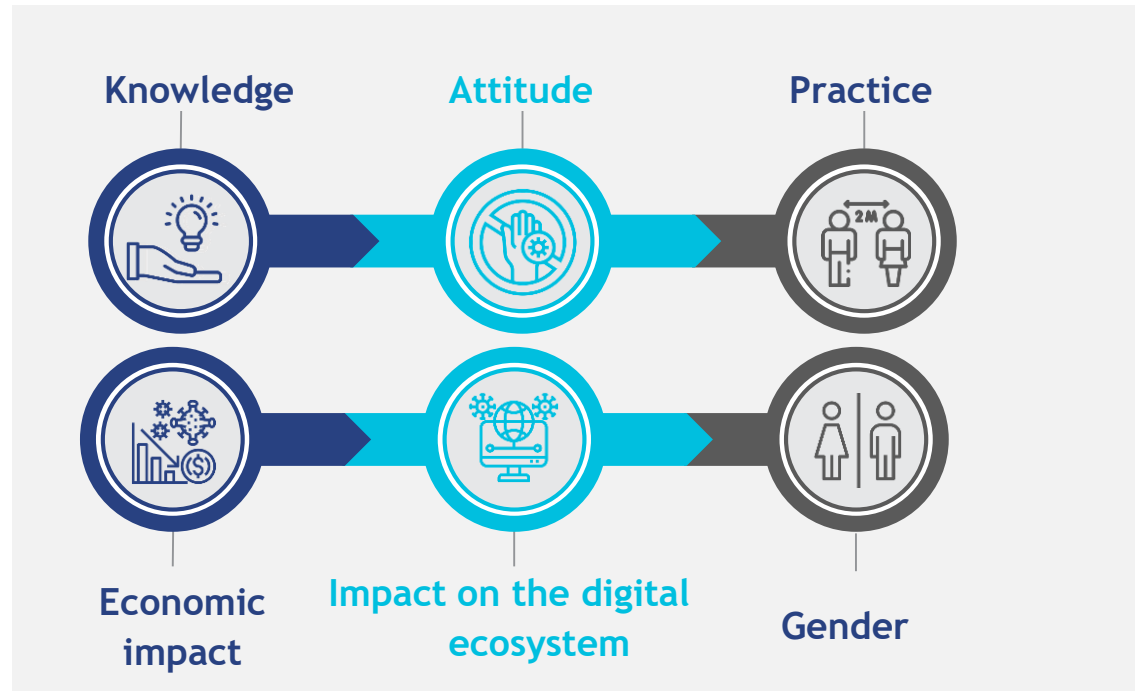 Knowledge
Attitude
Practice
2M
Economic
impact
Impact on the digital
ecosystem
Gender